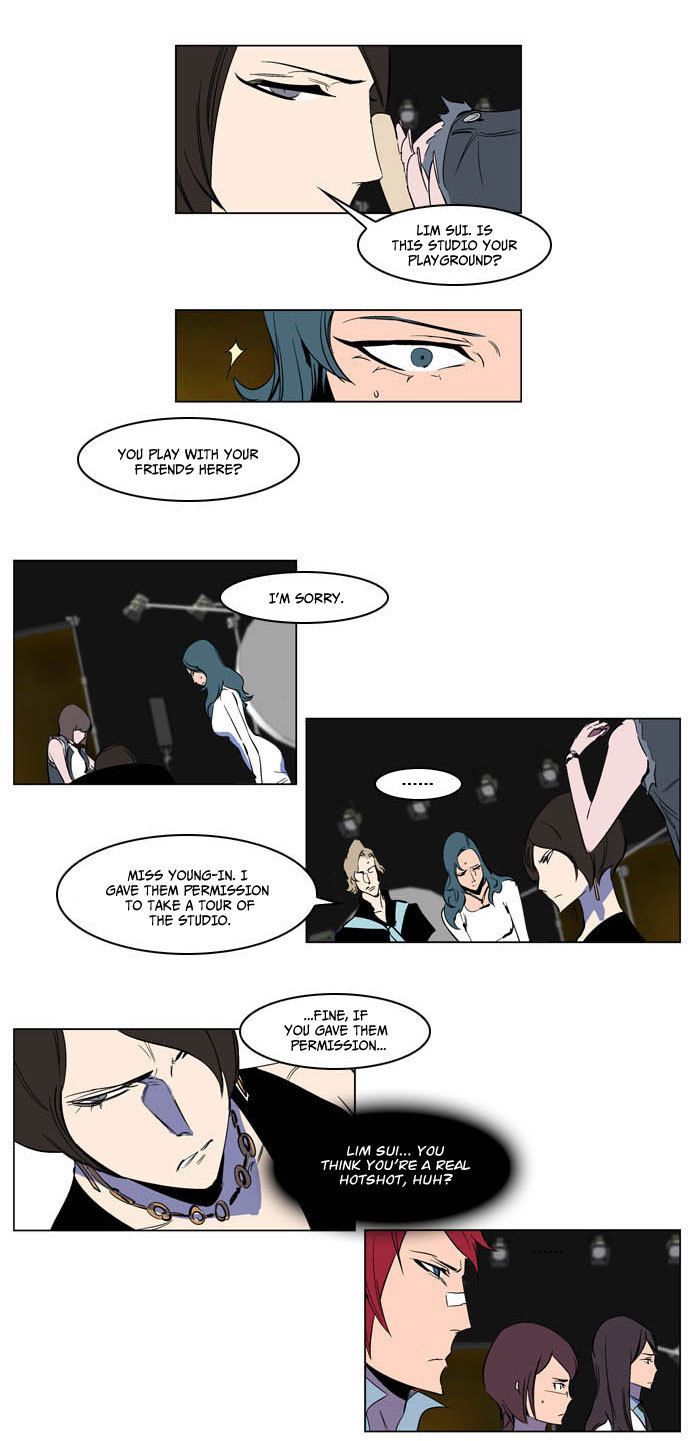 LIM SUI. IS
THIS STUDIO YOUR
PLAYGROUND?
YOU PLAY WITH YOUR
FRIENDS HERE?
I'M SORRY.
......
MISS YOUNG-IN. I
GAVE THEM PERMISSION
TO TAKE A TOUR OF
THE STUDIO.
...FINE, IF
YOU GAVE THEM
PERMISSION...
LIM SUI... YOU
THINK YOU'RE A REAL
HOTSHOT, HUH?
......